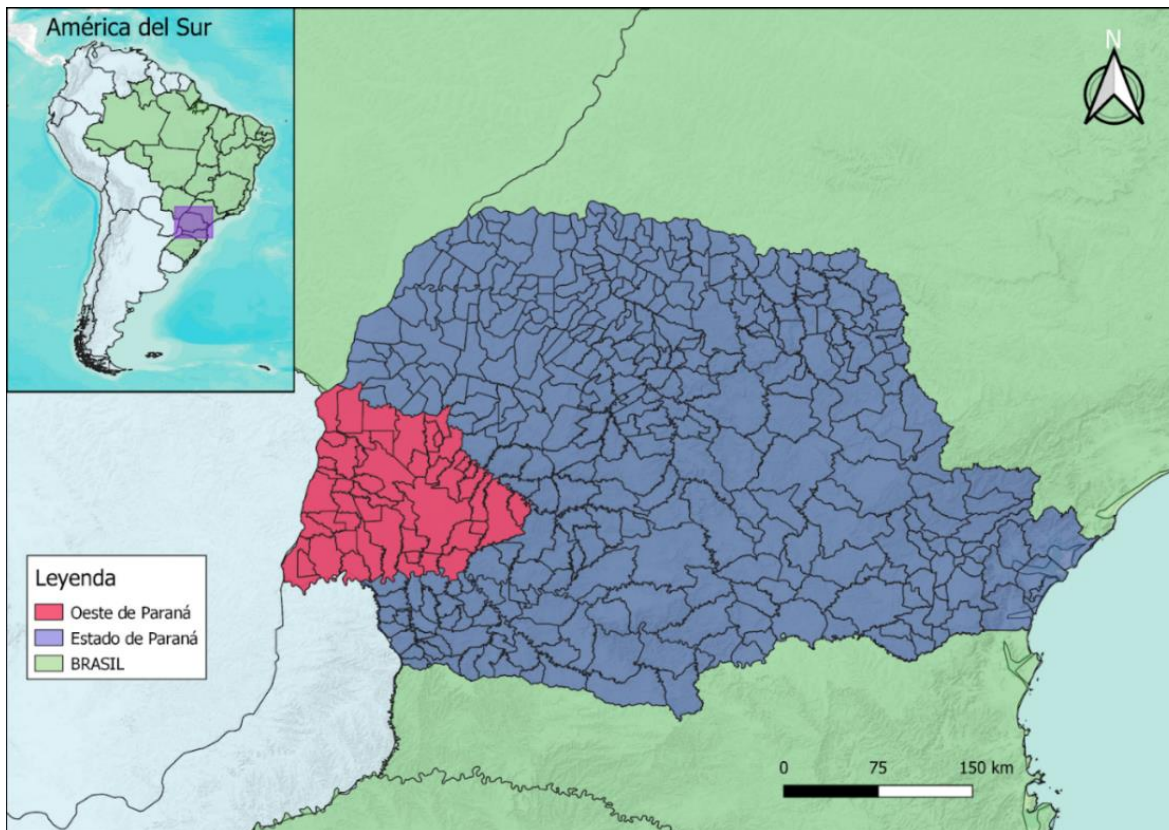 América del Sur
N
Leyenda
Oeste de Paraná
Estado de Paraná
BRASIL
0 75 150 km